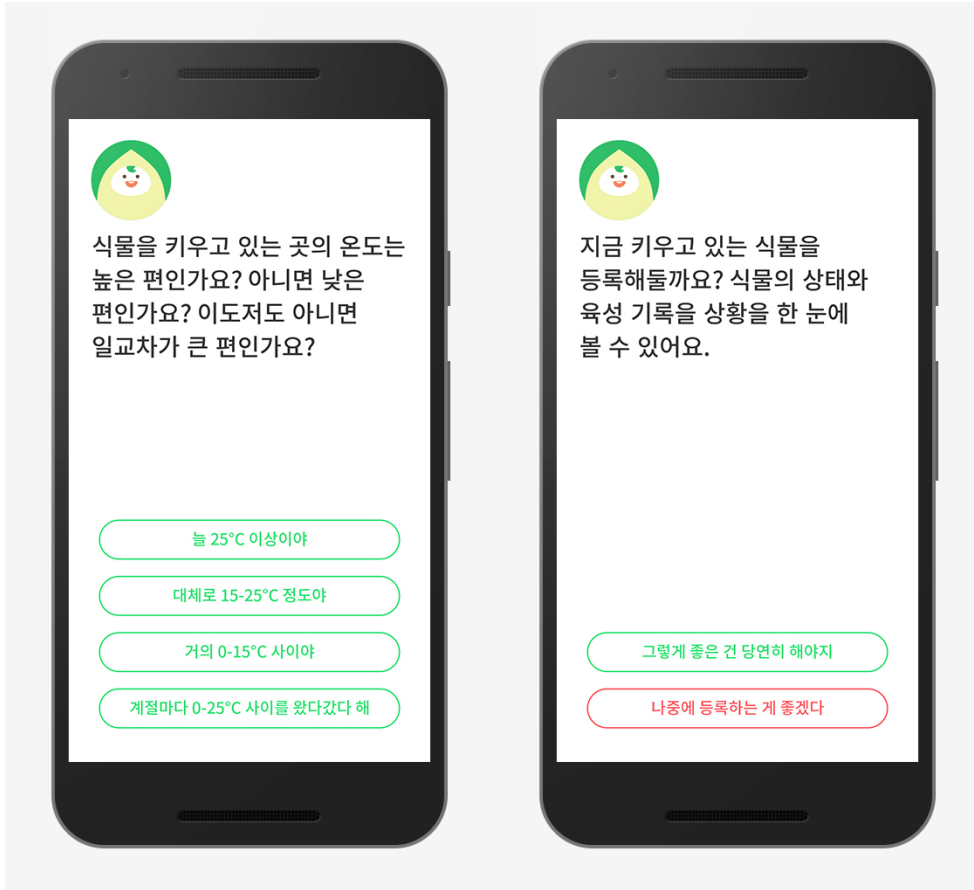 식물을 키우고 있는 곳의 온도는
높은 편인가요? 아니면 낮은
편인가요? 이도저도 아니면
일교차가 큰 편인가요?
늘 25°C 이상이야
대체로 15-25°C 정도야
거의 0-15°C 사이야
계절마다 0-25°C 사이를 왔다갔다 해
지금 키우고 있는 식물을
등록해둘까요? 식물의 상태와
육성 기록을 상황을 한 눈에
볼 수 있어요.
그렇게 좋은 건 당연히 해야지
나중에 등록하는 게 좋겠다